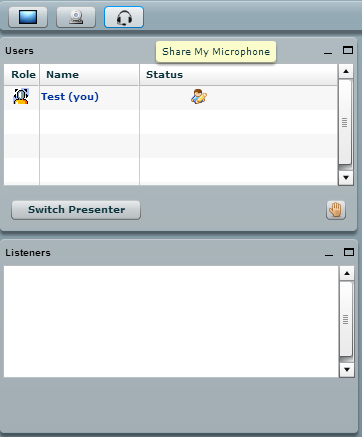 Share My Microphone
Users
Role Name Status
Test (you)
Switch Presenter
Listeners